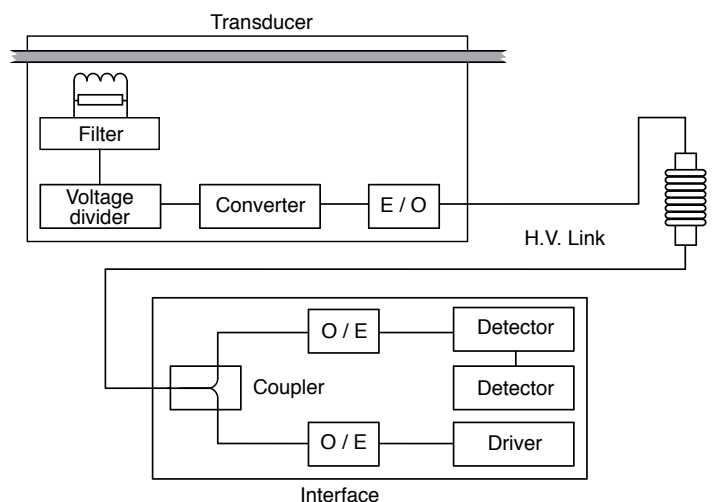 Transducer
Filter
Voltage
divider
Converter
E / O
H.V. Link
O / E
Detector
Coupler
Detector
O / E
Driver
Interface